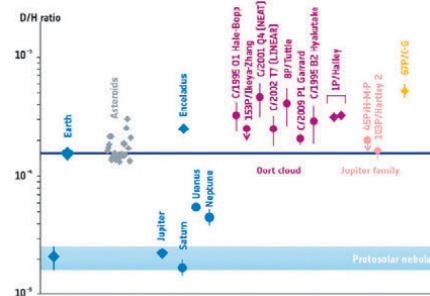 D/H ratio
10⁻³
10⁻⁴
10⁻⁵
Earth
Asteroids
Enceladus
Jupiter
Saturn
Uranus
Neptune
C/1995 O1 Hale-Bopp
153P/Ikeya-Zhang
C/2001 Q4 (NEAT)
C/2002 T7 (LINEAR)
8P/Tuttle
C/2009 P1 Garrard
C/1995 B2 Hyakutake
1P/Halley
45P/H-M-P
103P/Hartley 2
67P/C-G
Oort cloud
Jupiter family
Protosolar nebula